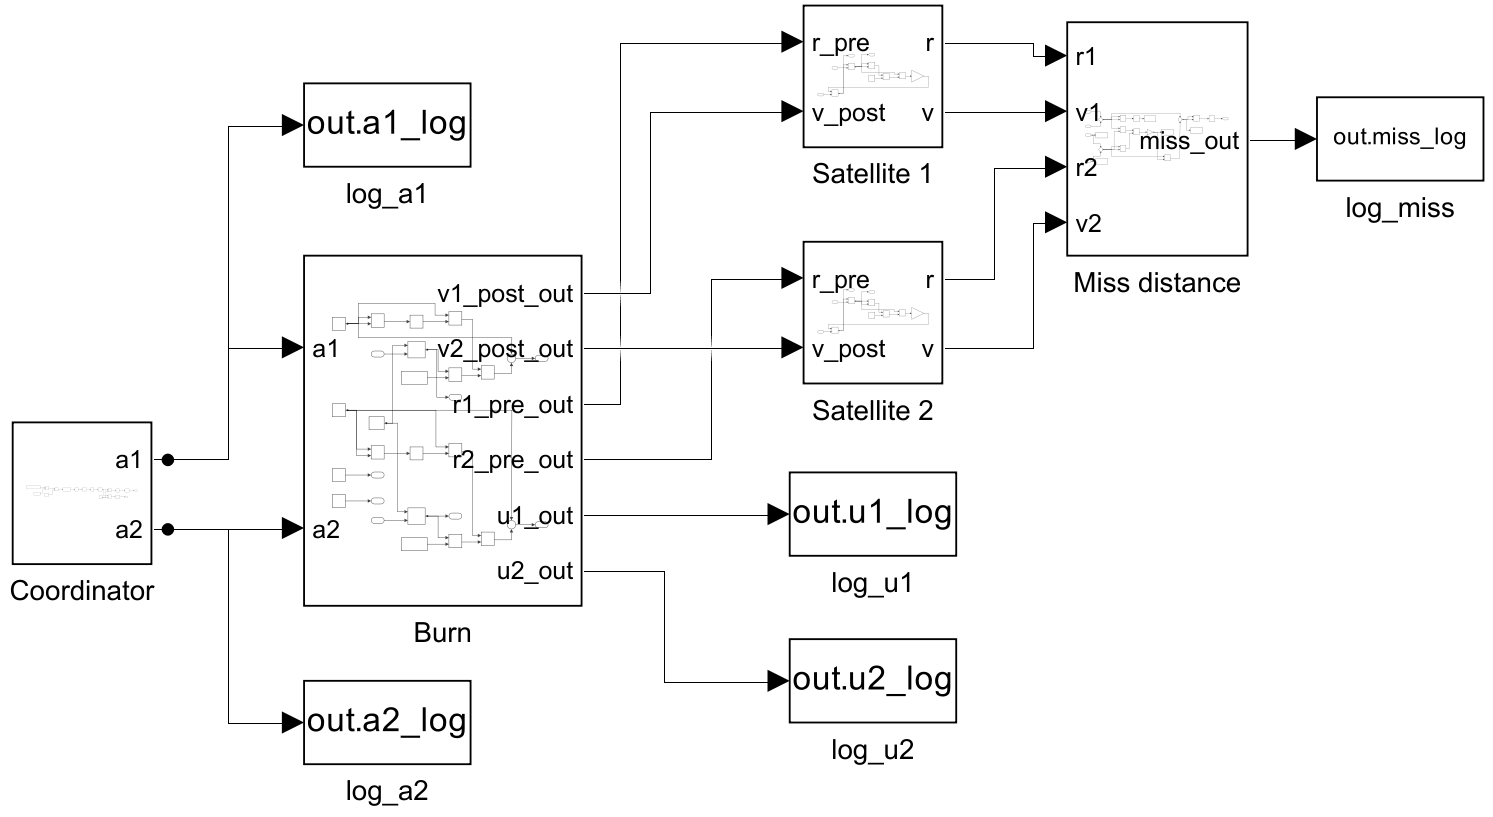 a1
a2
Coordinator
out.a1_log
log_a1
a1
a2
v1_post_out
v2_post_out
r1_pre_out
r2_pre_out
u1_out
u2_out
Burn
out.a2_log
log_a2
r_pre
r
v_post
v
Satellite 1
r_pre
r
v_post
v
Satellite 2
out.u1_log
log_u1
out.u2_log
log_u2
r1
v1
miss_out
r2
v2
Miss distance
out.miss_log
log_miss